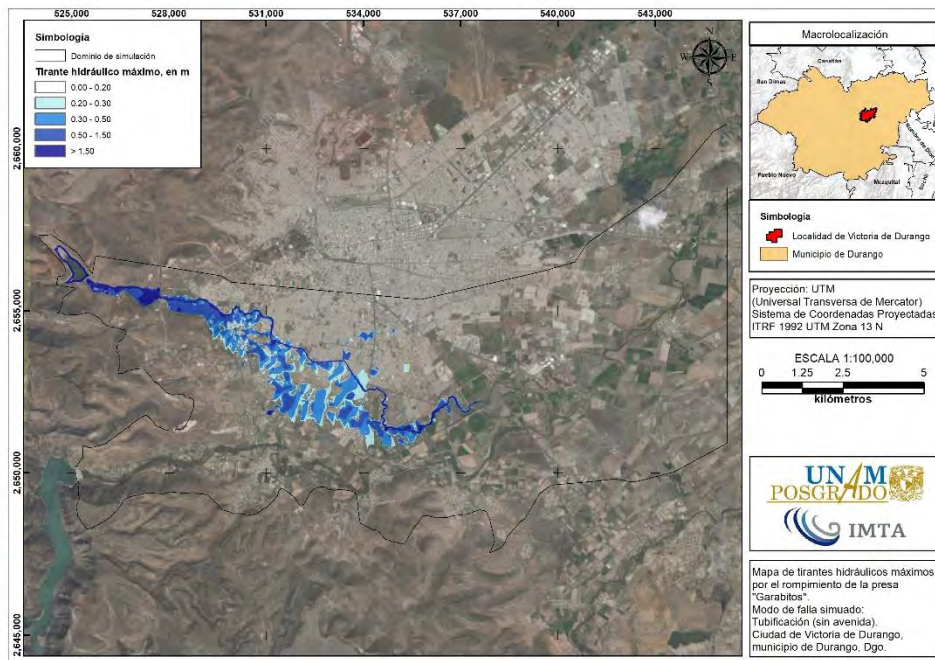 525,000
528,000
531,000
534,000
537,000
540,000
543,000
Simbología
Dominio de simulación
Tirante hidráulico máximo, en m
0.00 - 0.20
0.20 - 0.30
0.30 - 0.50
0.50 - 1.50
> 1.50
N
W
E
S
2,660,000
2,655,000
2,650,000
2,645,000
Macrolocalización
Canatlán
San Dimas
Nombre de Dios
Pueblo Nuevo
Mezquital
Súchil
Simbología
Localidad de Victoria de Durango
Municipio de Durango
Proyección: UTM
(Universal Transversa de Mercator)
Sistema de Coordenadas Proyectadas
ITRF 1992 UTM Zona 13 N
ESCALA 1:100,000
0 1.25 2.5 5
kilómetros
UNAM
POSGRADO
IMTA
Mapa de tirantes hidráulicos máximos
por el rompimiento de la presa
"Garabitos".
Modo de falla simuado:
Tubificación (sin avenida).
Ciudad de Victoria de Durango,
municipio de Durango, Dgo.